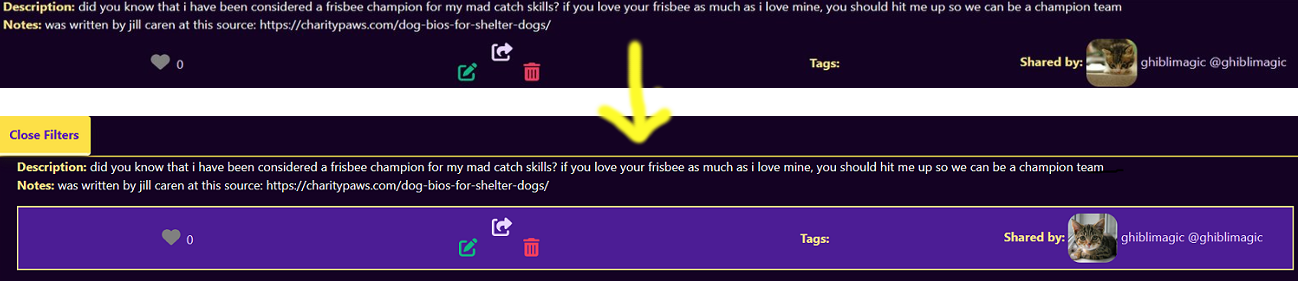 Description: did you know that i have been considered a frisbee champion for my mad catch skills? if you love your frisbee as much as i love mine, you should hit me up so we can be a champion team
Notes: was written by jill caren at this source: https://charitypaws.com/dog-bios-for-shelter-dogs/
0 Tags: Shared by: ghiblimagic @ghiblimagic
Close Filters
Description: did you know that i have been considered a frisbee champion for my mad catch skills? if you love your frisbee as much as i love mine, you should hit me up so we can be a champion team
Notes: was written by jill caren at this source: https://charitypaws.com/dog-bios-for-shelter-dogs/
0 Tags: Shared by: ghiblimagic @ghiblimagic